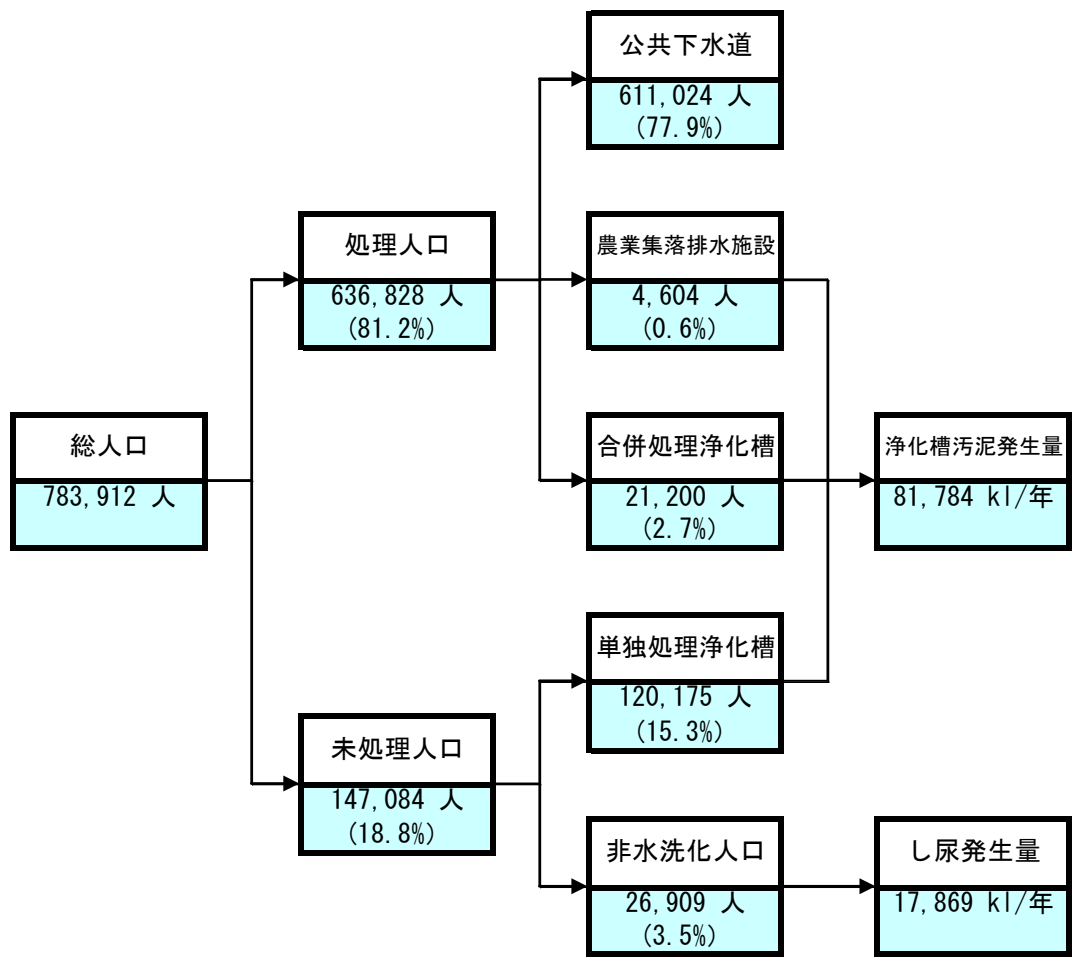 公共下水道
611,024 人
(77.9%)
処理人口
636,828 人
(81.2%)
農業集落排水施設
4,604 人
(0.6%)
総人口
783,912 人
合併処理浄化槽
21,200 人
(2.7%)
浄化槽汚泥発生量
81,784 kl/年
単独処理浄化槽
120,175 人
(15.3%)
未処理人口
147,084 人
(18.8%)
非水洗化人口
26,909 人
(3.5%)
し尿発生量
17,869 kl/年